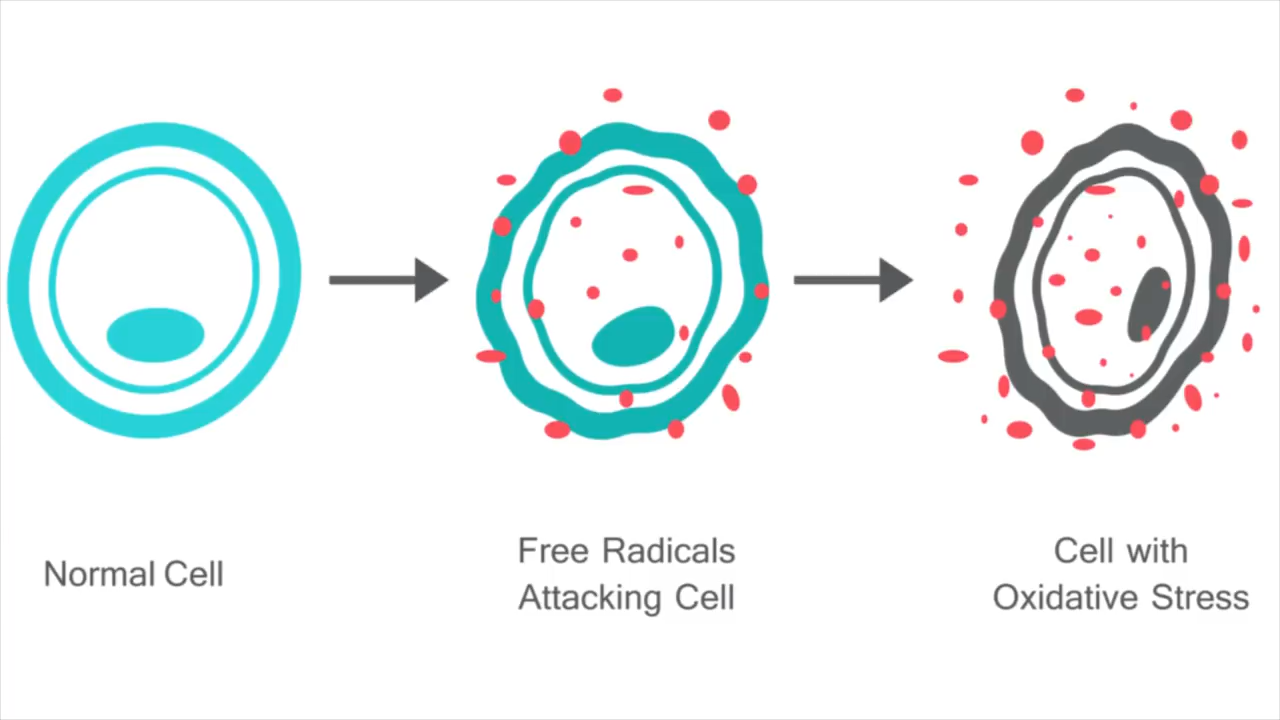 Normal Cell
Free Radicals
Attacking Cell
Cell with
Oxidative Stress